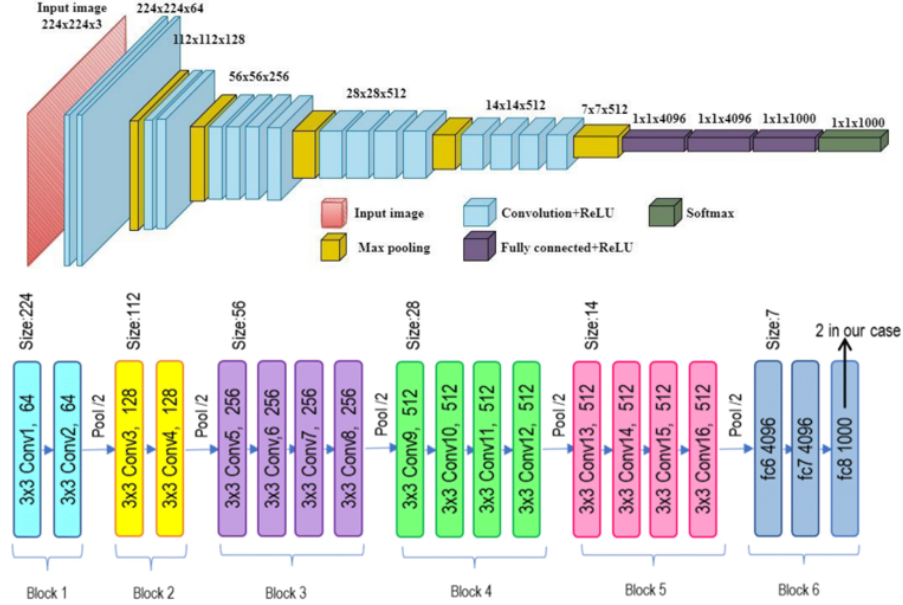 Input image
224x224x3
224x224x64
112x112x128
56x56x256
28x28x512
14x14x512
7x7x512
1x1x4096
1x1x4096
1x1x1000
1x1x1000
Input image
Convolution+ReLU
Softmax
Max pooling
Fully connected+ReLU
Size:224
Size:112
Size:56
Size:28
Size:14
Size:7
2 in our case
3x3 Conv1, 64
3x3 Conv2, 64
Pool /2
3x3 Conv3, 128
3x3 Conv4, 128
Pool /2
3x3 Conv5, 256
3x3 Conv,6 256
3x3 Conv7, 256
3x3 Conv8, 256
Pool /2
3x3 Conv9, 512
3x3 Conv10, 512
3x3 Conv11, 512
3x3 Conv12, 512
Pool /2
3x3 Conv13, 512
3x3 Conv14, 512
3x3 Conv15, 512
3x3 Conv16, 512
Pool /2
fc6 4096
fc7 4096
fc8 1000
Block 1
Block 2
Block 3
Block 4
Block 5
Block 6